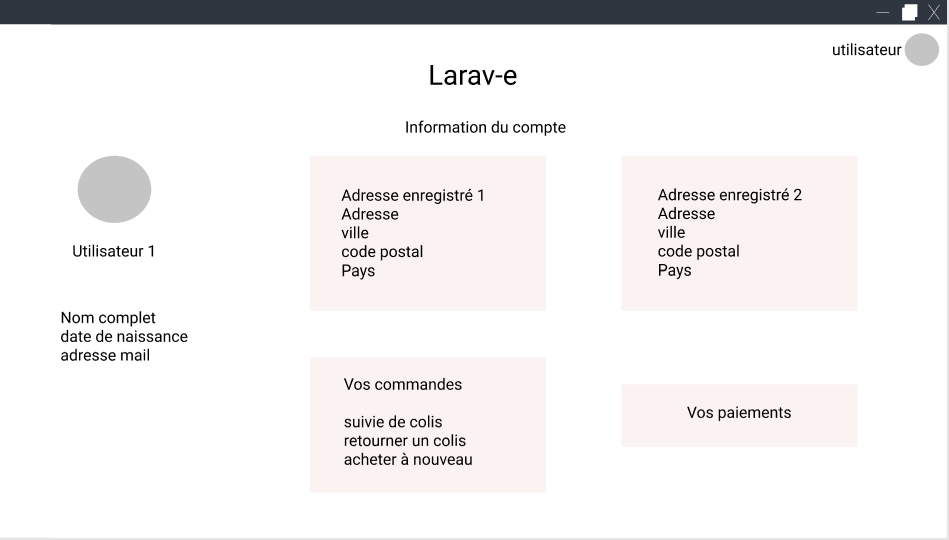 utilisateur
Larav-e
Information du compte
Utilisateur 1
Nom complet
date de naissance
adresse mail
Adresse enregistré 1
Adresse
ville
code postal
Pays
Adresse enregistré 2
Adresse
ville
code postal
Pays
Vos commandes
suivie de colis
retourner un colis
acheter à nouveau
Vos paiements